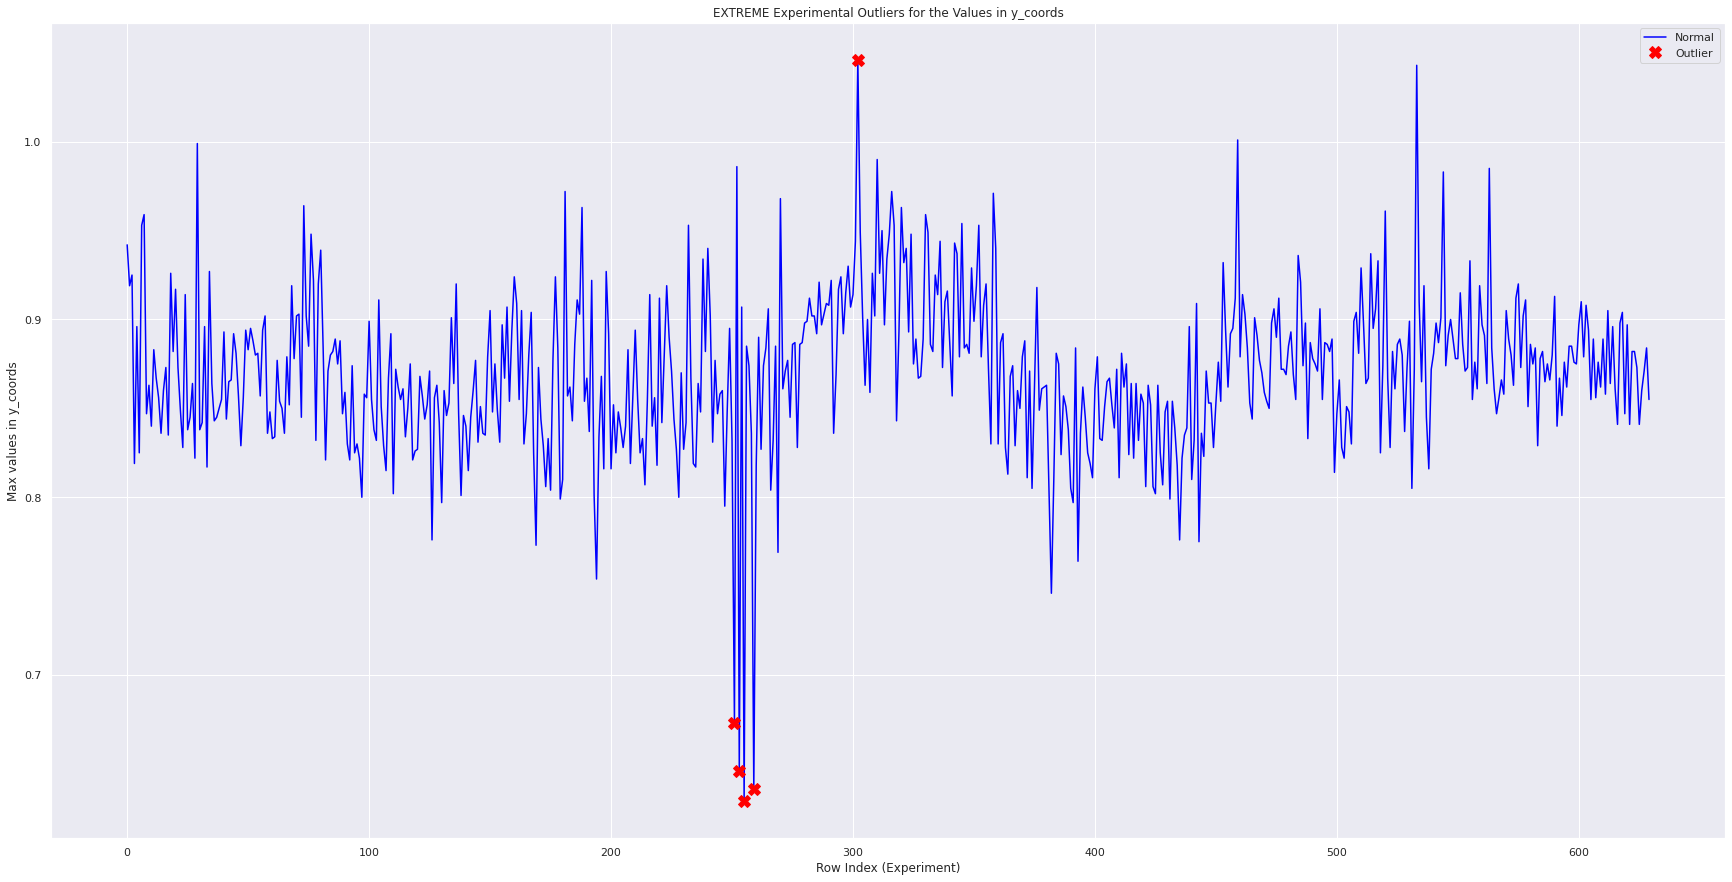 EXTREME Experimental Outliers for the Values in y_coords
Normal
Outlier
Max values in y_coords
1.0
0.9
0.8
0.7
0
100
200
300
400
500
600
Row Index (Experiment)